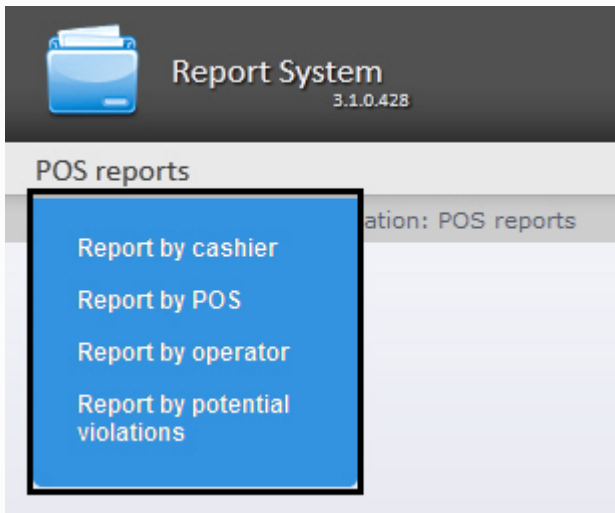 Report System
3.1.0.428
POS reports
ation: POS reports
Report by cashier
Report by POS
Report by operator
Report by potential
violations